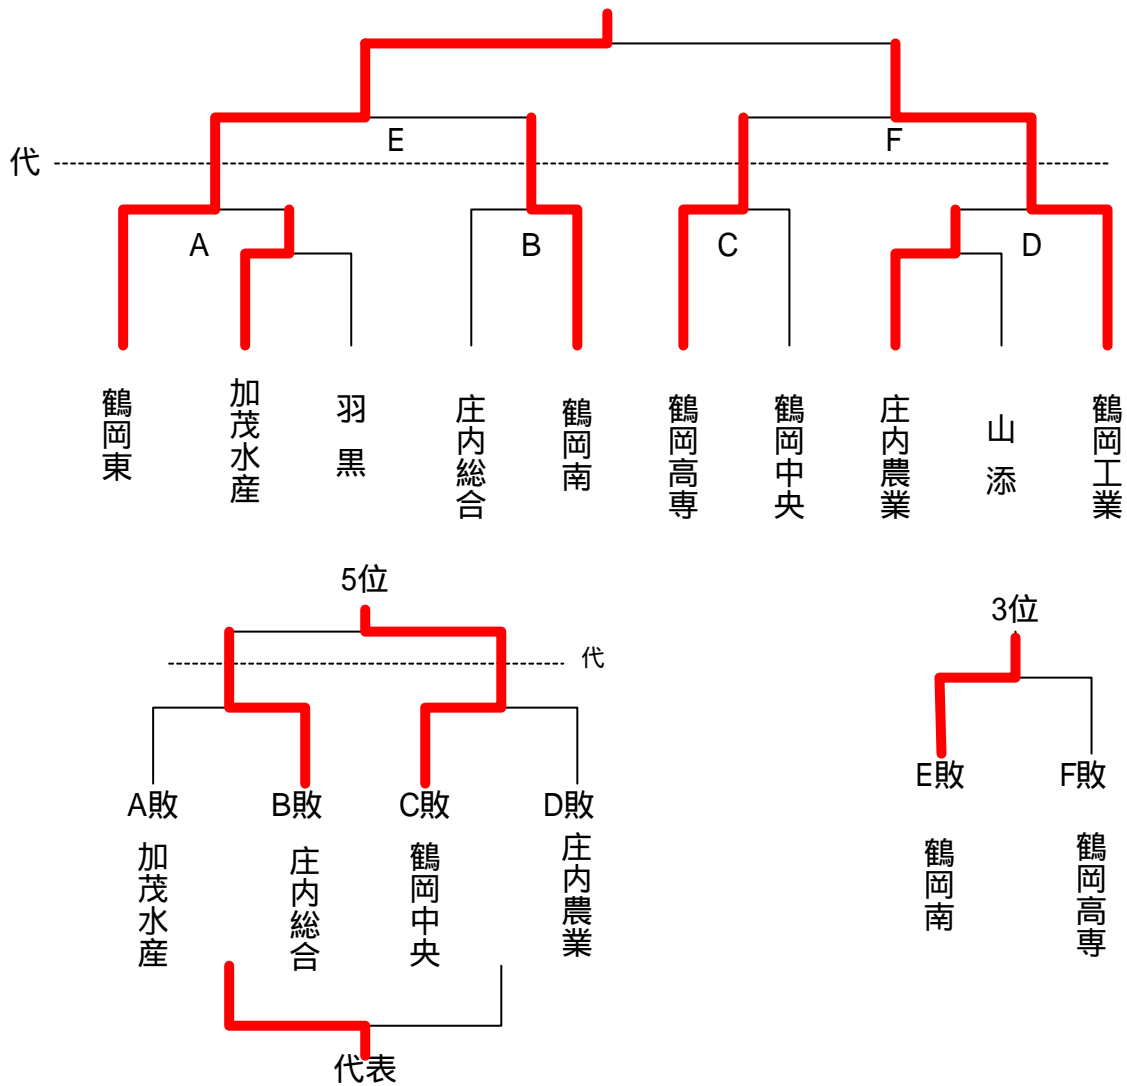 E
F
代
A
B
C
D
鶴岡東
加茂水産
羽黒
庄内総合
鶴岡南
鶴岡高専
鶴岡中央
庄内農業
山添
鶴岡工業
5位
3位
代
E敗
F敗
A敗
B敗
C敗
D敗
加茂水産
庄内総合
鶴岡中央
庄内農業
鶴岡南
鶴岡高専
代表